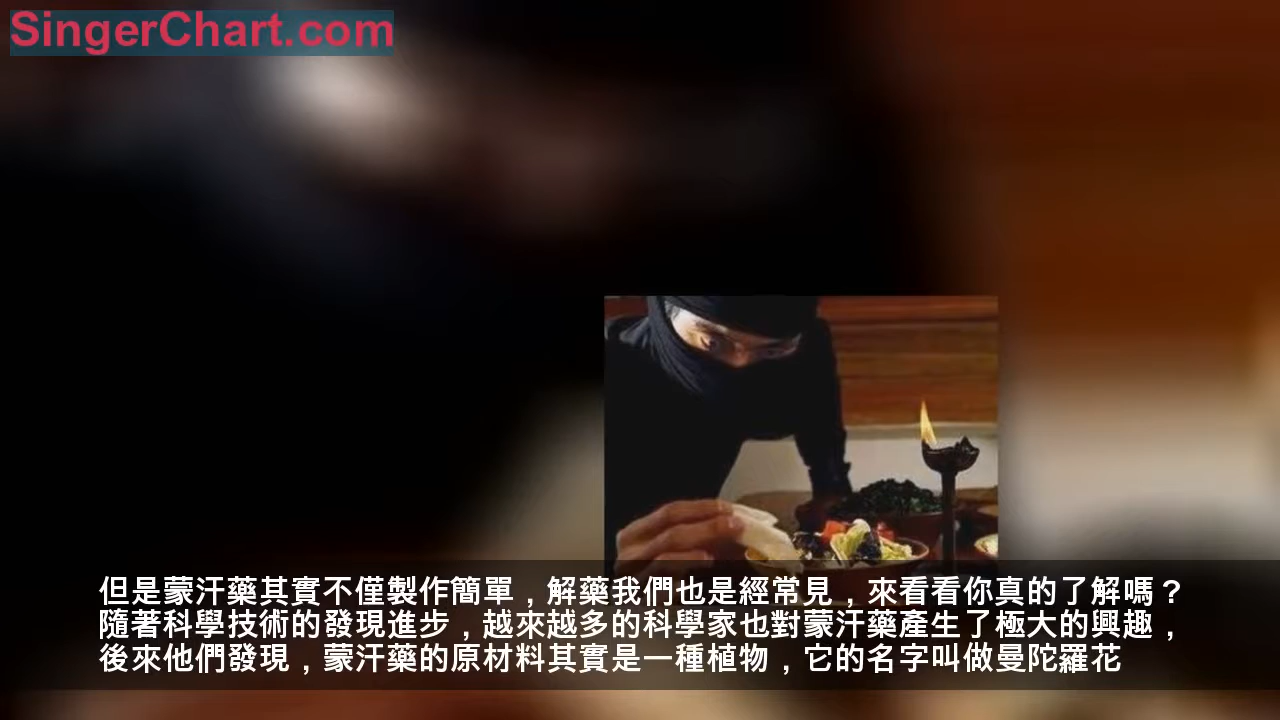 SingerChart.com
但是蒙汗藥其實不僅製作簡單，解藥我們也是經常見，來看看你真的了解嗎？
隨著科學技術的發現進步，越來越多的科學家也對蒙汗藥產生了極大的興趣，
後來他們發現，蒙汗藥的原材料其實是一種植物，它的名字叫做曼陀羅花